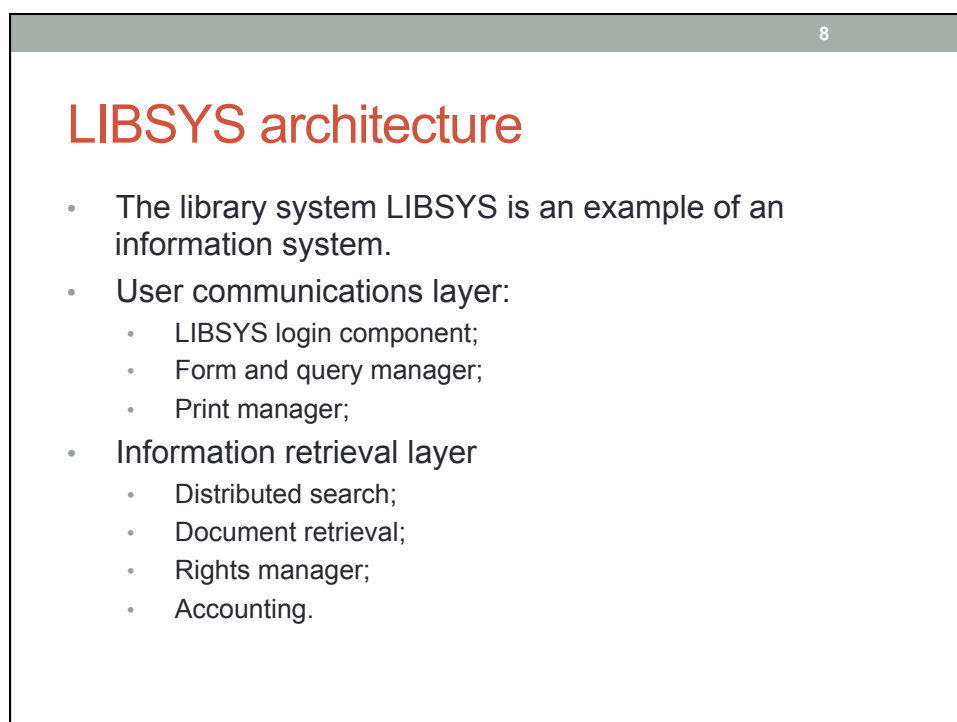 8
LIBSYS architecture
• The library system LIBSYS is an example of an
information system.
• User communications layer:
• LIBSYS login component;
• Form and query manager;
• Print manager;
• Information retrieval layer
• Distributed search;
• Document retrieval;
• Rights manager;
• Accounting.